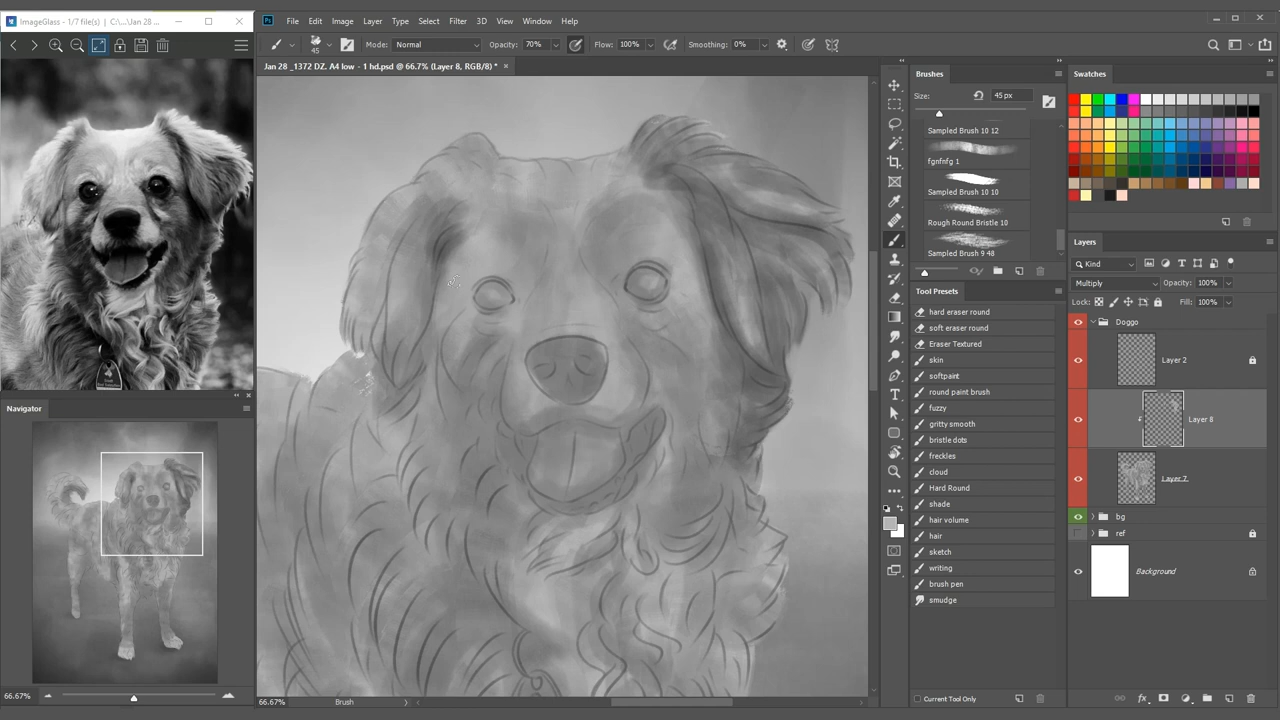 ImageGlass - 1/7 file(s) | C:\...\Jan 28 ...
File Edit Image Layer Type Select Filter 3D View Window Help
45 Mode: Normal Opacity: 70% Flow: 100% Smoothing: 0%
Jan 28 _1372 DZ. A4 low - 1 hd.psd @ 66.7% (Layer 8, RGB/8) *
Brushes
Size: 45 px
Sampled Brush 10 12
fgnfnfg 1
Sampled Brush 10 10
Rough Round Bristle 10
Sampled Brush 9 48
Tool Presets
hard eraser round
soft eraser round
Eraser Textured
skin
softpaint
round paint brush
fuzzy
gritty smooth
bristle dots
freckles
cloud
Hard Round
shade
hair volume
hair
sketch
writing
brush pen
smudge
Current Tool Only
Swatches
Layers
Kind
Multiply Opacity: 100%
Lock: Fill: 100%
Doggo
Layer 2
Layer 8
Layer 7
bg
ref
Background
fx
Navigator
66.67%
66.67% Brush